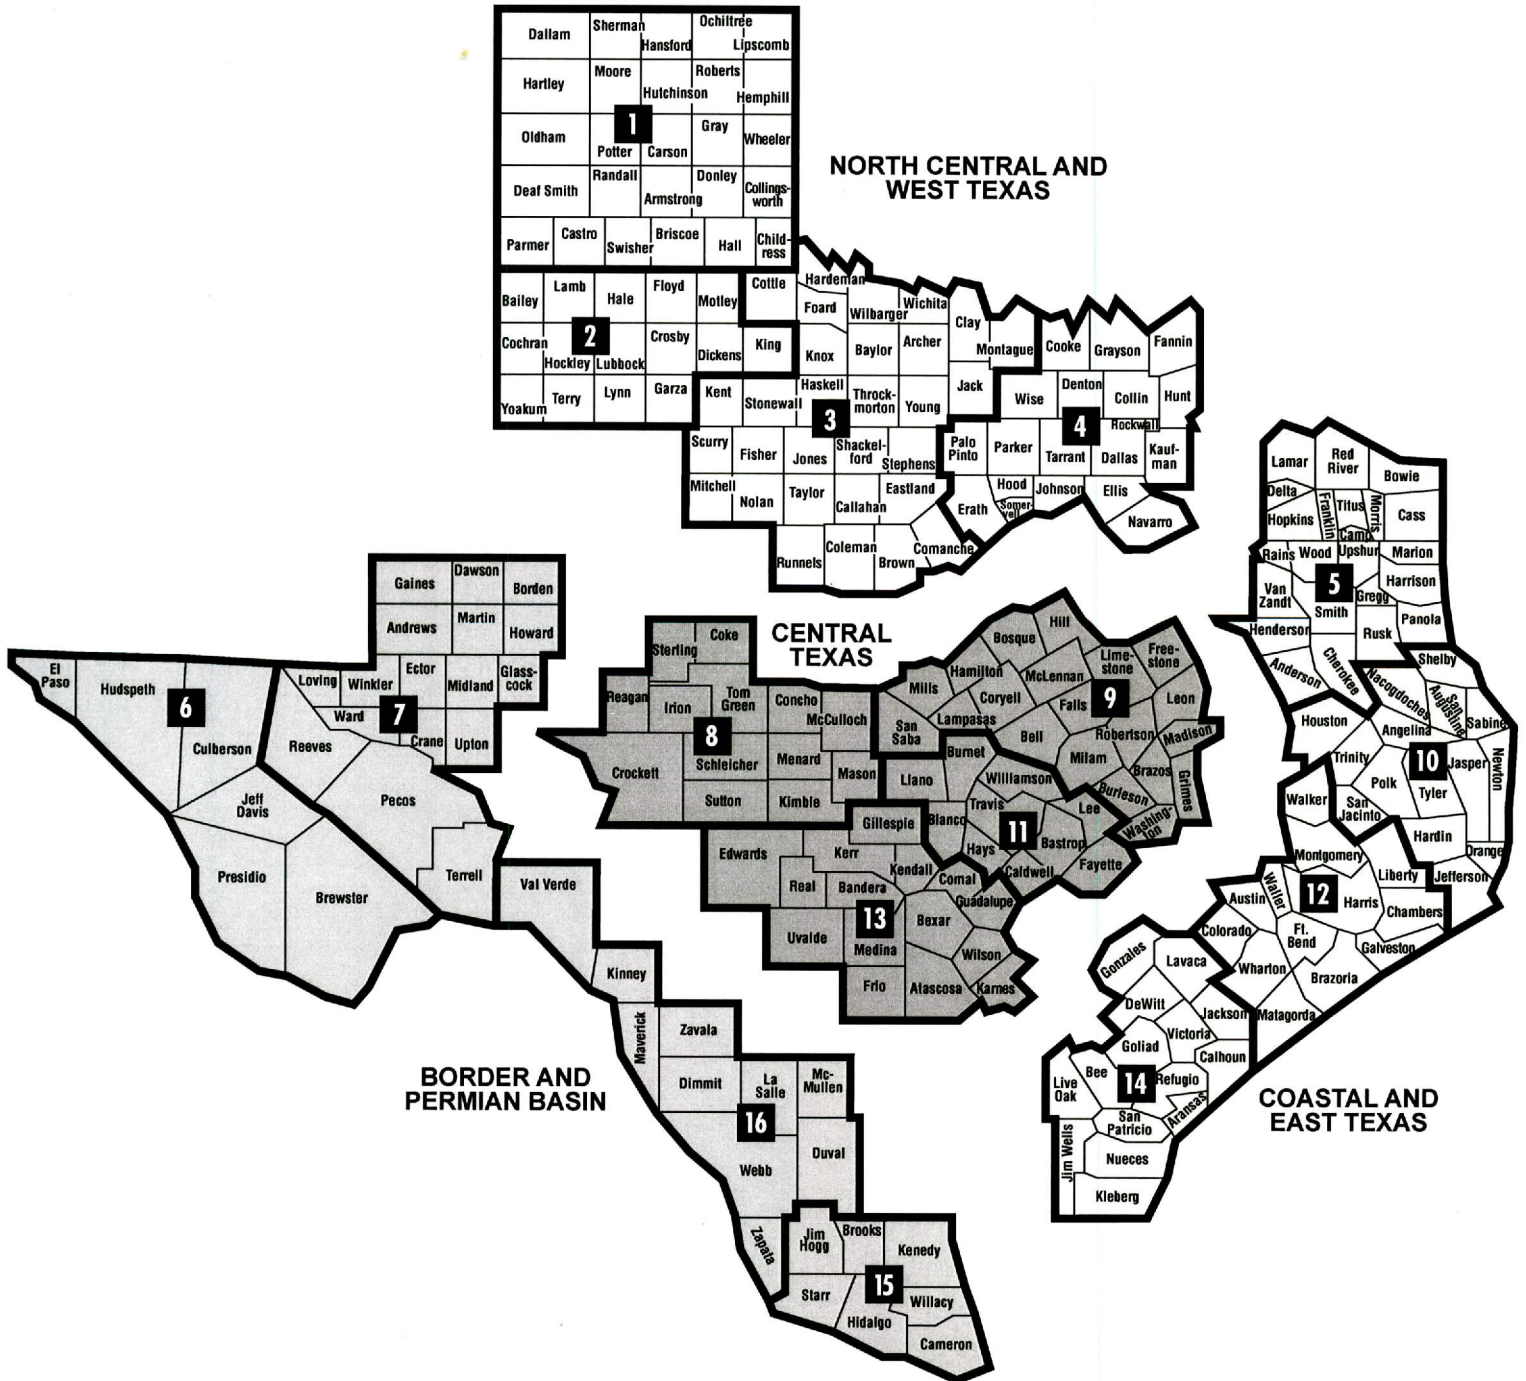 Dallam
Sherman
Hansford
Ochiltree
Lipscomb
Hartley
Moore
Hutchinson
Roberts
Hemphill
1
Oldham
Potter
Carson
Gray
Wheeler
Deaf Smith
Randall
Armstrong
Donley
Collings-
worth
Parmer
Castro
Swisher
Briscoe
Hall
Child-
ress
NORTH CENTRAL AND
WEST TEXAS
Bailey
Lamb
Hale
Floyd
Motley
Cochran
2
Hockley
Lubbock
Crosby
Dickens
King
Yoakum
Terry
Lynn
Garza
Cottle
Hardeman
Foard
Wilbarger
Wichita
Clay
Montague
Knox
Baylor
Archer
Jack
Kent
Stonewall
Haskell
3
Throck-
morton
Young
Scurry
Fisher
Jones
Shackel-
ford
Stephens
Mitchell
Nolan
Taylor
Callahan
Eastland
Runnels
Coleman
Brown
Comanche
Cooke
Grayson
Fannin
Wise
Denton
Collin
Hunt
4
Rockwall
Palo
Pinto
Parker
Tarrant
Dallas
Kauf-
man
Erath
Hood
Somer-
vell
Johnson
Ellis
Navarro
Lamar
Red
River
Bowie
Delta
Hopkins
Franklin
Titus
Morris
Cass
Camp
Rains
Wood
Upshur
Marion
5
Van
Zandt
Smith
Gregg
Harrison
Henderson
Rusk
Panola
Anderson
Cherokee
Gaines
Dawson
Borden
Andrews
Martin
Howard
El
Paso
Hudspeth
6
Culberson
Jeff
Davis
Presidio
Brewster
Loving
Winkler
Ector
Midland
Glass-
cock
Ward
7
Crane
Upton
Reeves
Pecos
Terrell
CENTRAL
TEXAS
Sterling
Coke
Reagan
Irion
Tom
Green
Concho
McCulloch
8
Crockett
Schleicher
Menard
Mason
Sutton
Kimble
Bosque
Hill
Mills
Hamilton
McLennan
Lime-
stone
Free-
stone
Coryell
Falls
9
Leon
San
Saba
Lampasas
Bell
Robertson
Madison
Milam
Brazos
Grimes
Burleson
Washing-
ton
Burnet
Llano
Williamson
Travis
Lee
Blanco
11
Hays
Bastrop
Caldwell
Fayette
Gillespie
Edwards
Kerr
Kendall
Real
Bandera
Comal
Guadalupe
13
Uvalde
Medina
Bexar
Wilson
Frio
Atascosa
Karnes
Shelby
Nacogdoches
San
Augustine
Sabine
Houston
Angelina
Trinity
10
Jasper
Newton
Polk
Tyler
San
Jacinto
Hardin
Orange
Jefferson
Walker
Montgomery
Liberty
Austin
Waller
12
Harris
Chambers
Colorado
Ft.
Bend
Galveston
Wharton
Brazoria
Matagorda
Gonzales
Lavaca
DeWitt
Jackson
Victoria
Goliad
Calhoun
Live
Oak
Bee
14
Refugio
Aransas
San
Patricio
Jim Wells
Nueces
Kleberg
COASTAL AND
EAST TEXAS
BORDER AND
PERMIAN BASIN
Val Verde
Kinney
Maverick
Zavala
Dimmit
La
Salle
Mc-
Mullen
16
Webb
Duval
Zapata
Jim
Hogg
Brooks
Kenedy
15
Starr
Hidalgo
Willacy
Cameron